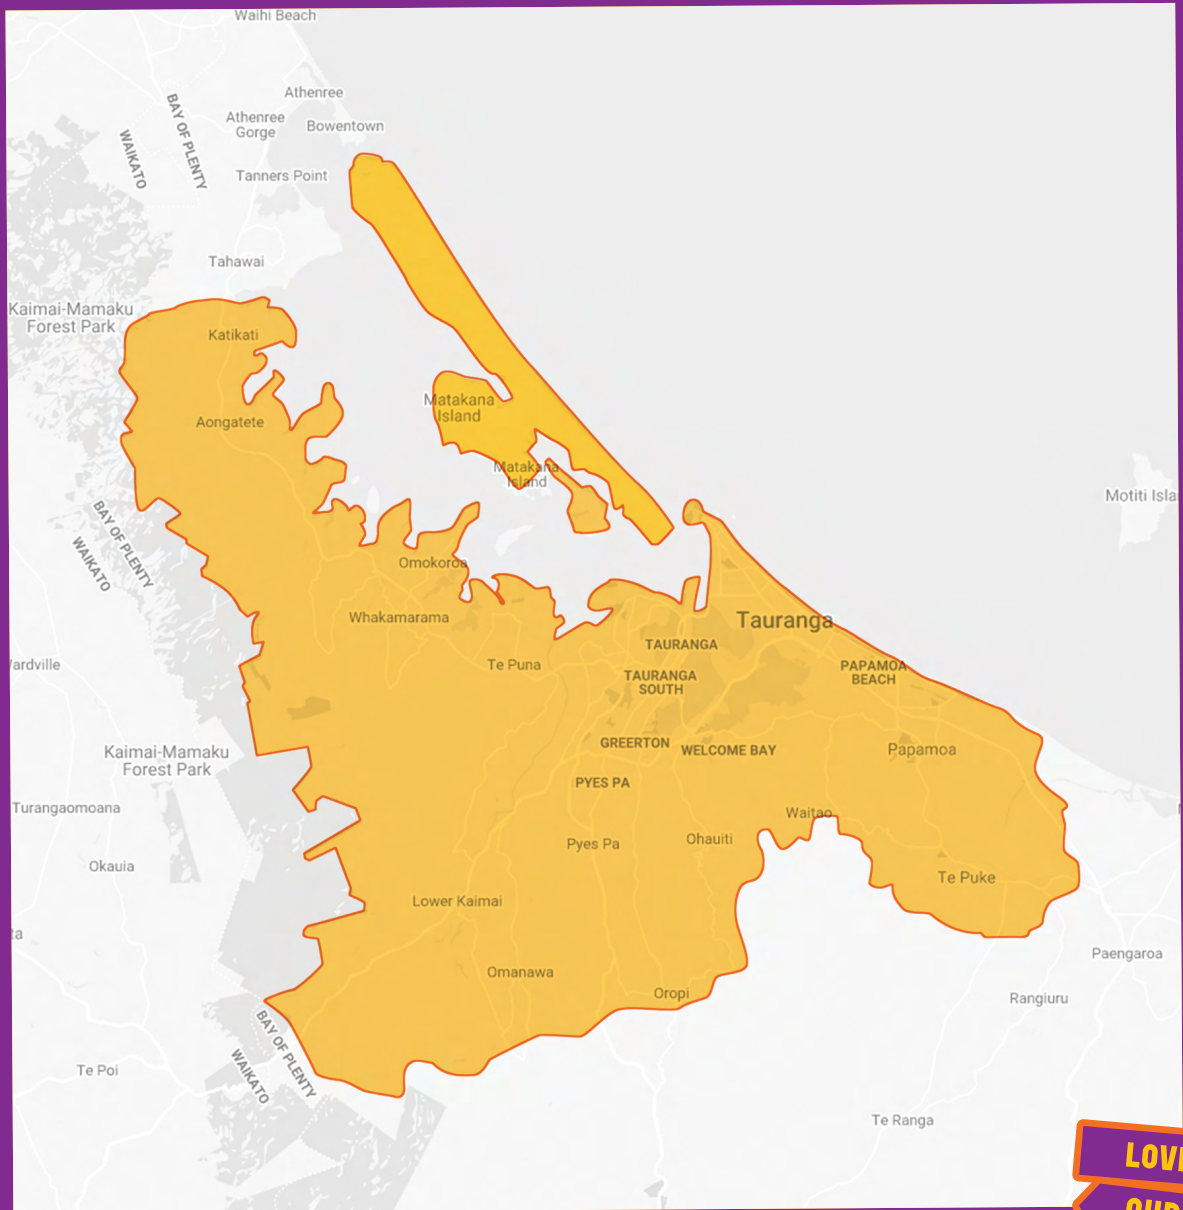 Waihi Beach
Athenree
Athenree
Gorge
Bowentown
BAY OF PLENTY
WAIKATO
Tanners Point
Tahawai
Kaimai-Mamaku
Forest Park
Katikati
Aongatete
Matakana
Island
Matakana
Island
Motiti Isla
BAY OF PLENTY
WAIKATO
Omokoroa
Whakamarama
Tauranga
TAURANGA
Te Puna
ardville
PAPAMOA
BEACH
TAURANGA
SOUTH
GREERTON
WELCOME BAY
Papamoa
Kaimai-Mamaku
Forest Park
PYES PA
Turangaomoana
Waitao
Pyes Pa
Ohauiti
Okauia
Te Puke
Lower Kaimai
ta
Paengaroa
Omanawa
Oropi
Rangiuru
BAY OF PLENTY
WAIKATO
Te Poi
Te Ranga
LOV
OUR